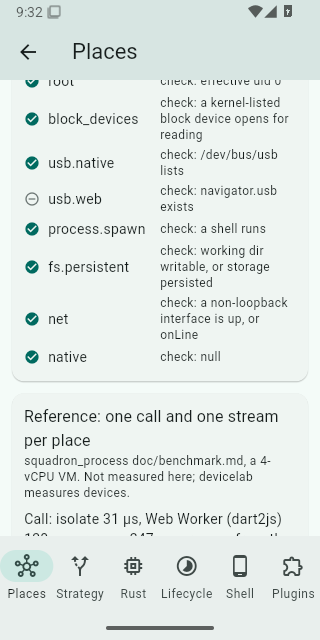 9:32
Places
root
check: effective uid 0
block_devices
check: a kernel-listed
block device opens for
reading
usb.native
check: /dev/bus/usb
lists
usb.web
check: navigator.usb
exists
process.spawn
check: a shell runs
fs.persistent
check: working dir
writable, or storage
persisted
net
check: a non-loopback
interface is up, or
onLine
native
check: null
Reference: one call and one stream
per place
squadron_process doc/benchmark.md, a 4-
vCPU VM. Not measured here; devicelab
measures devices.
Call: isolate 31 µs, Web Worker (dart2js)
Places
Strategy
Rust
Lifecycle
Shell
Plugins